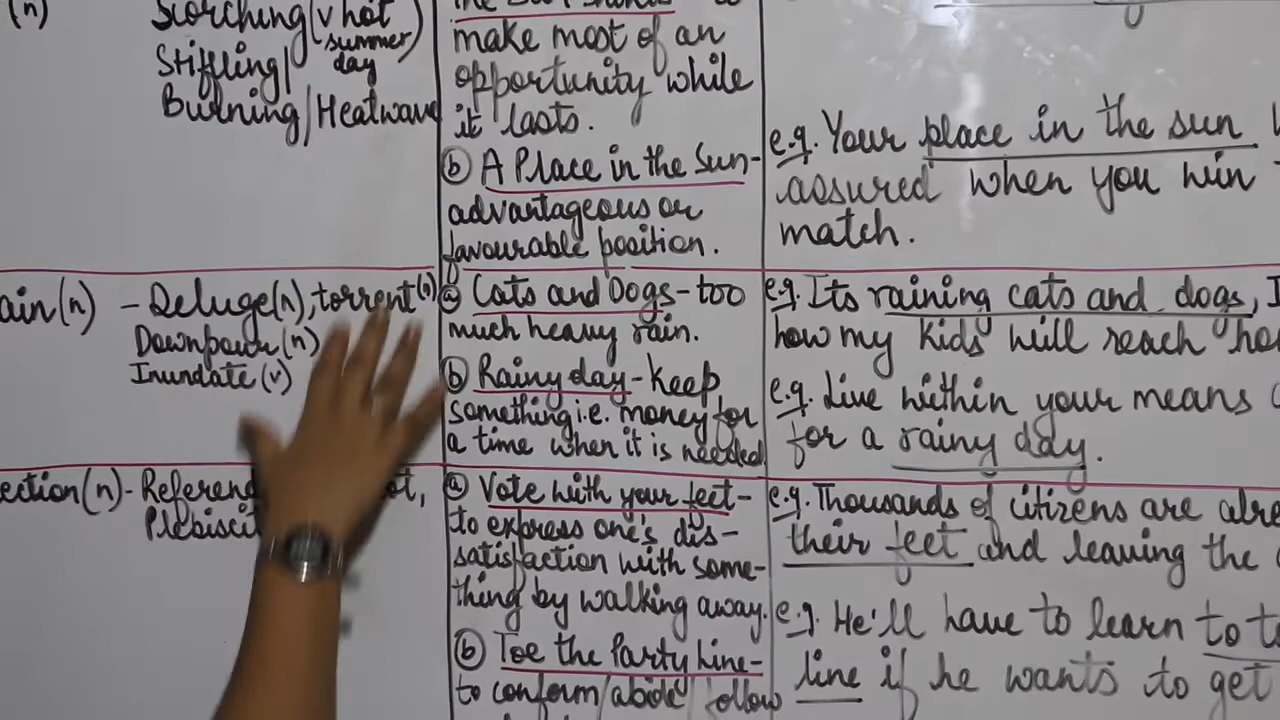 (n)
Scorching (v hot
summer
Stiffling/ day)
Burning/Heatwave
make most of an
opportunity while
it lasts.
(b) A Place in the Sun-
advantageous or
favourable position.
e.g. Your place in the sun
assured when you win
match.
ain(n) - Deluge(n), torrent(n)
Downpour(n)
Inundate(v)
(a) Cats and Dogs - too
much heavy rain.
(b) Rainy day - Keep
something i.e. money for
a time when it is needed
e.g. Its raining cats and dogs, I
how my kids will reach ho
e.g. Live within your means
for a rainy day.
ection(n) - Referen
Plebisci
(a) Vote with your feet -
to express one's dis-
satisfaction with some-
thing by walking away.
(b) Toe the Party Line-
to conform/abide/follow
e.g. Thousands of citizens are alre
their feet and leaving the
e.g. He'll have to learn to t
line if he wants to get